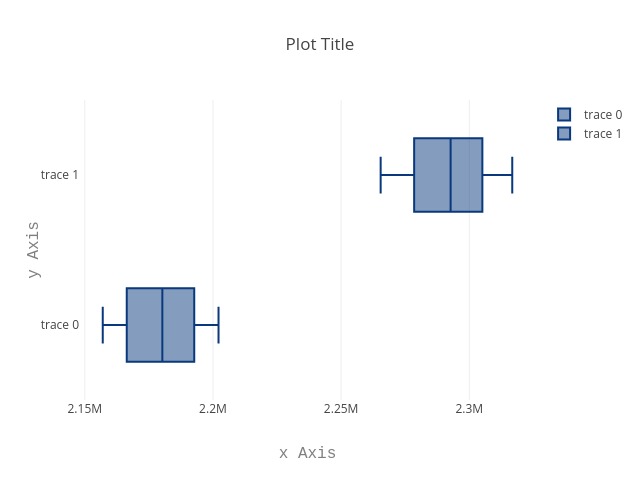 Plot Title
trace 0
trace 1
trace 1
y Axis
trace 0
2.15M
2.2M
2.25M
2.3M
x Axis